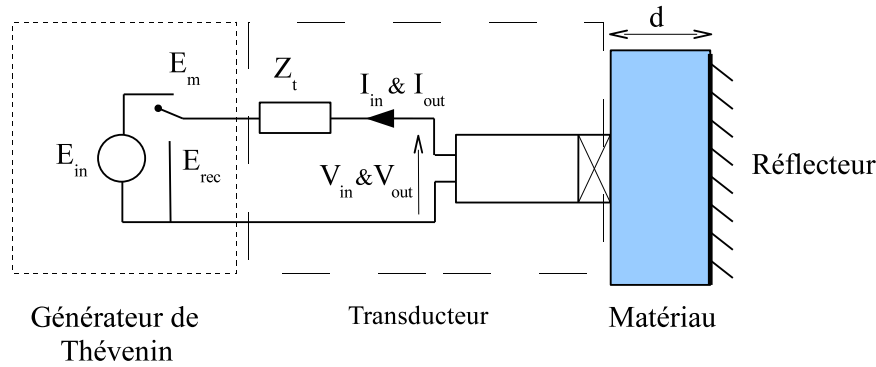 d
E_m
Z_t
I_in & I_out
E_in
E_rec
V_in & V_out
Réflecteur
Générateur de
Thévenin
Transducteur
Matériau